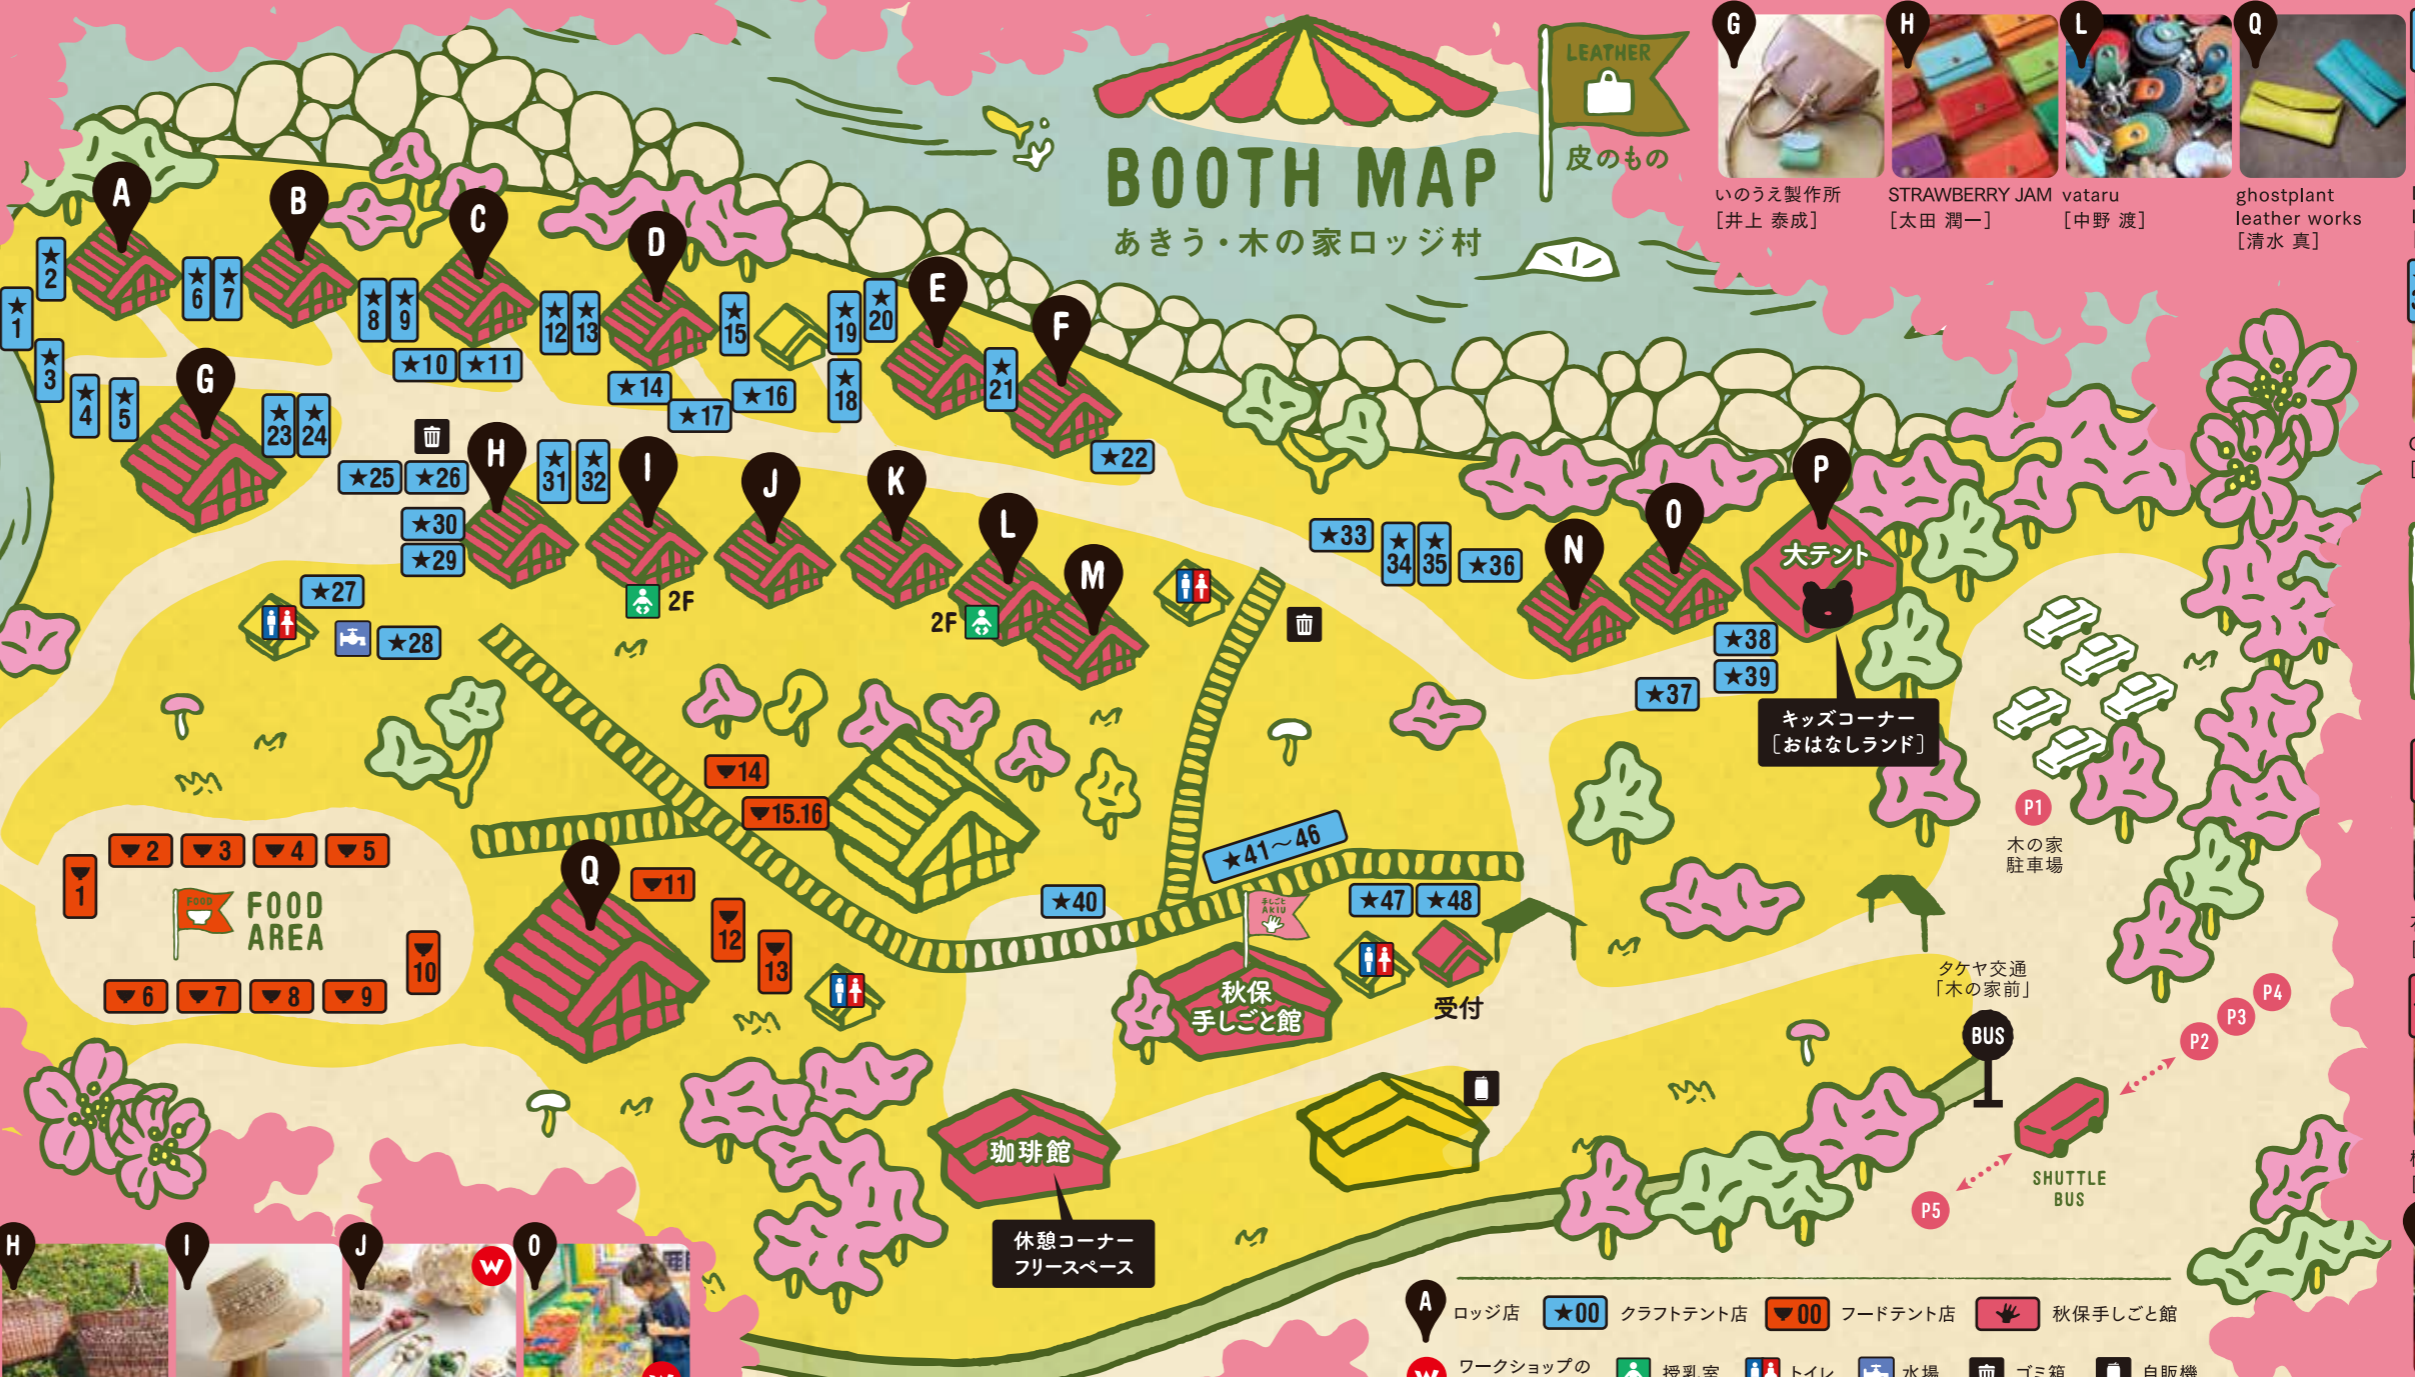 BOOTH MAP
あきう・木の家ロッジ村
LEATHER
皮のもの
G
いのうえ製作所
［井上 泰成］
H
STRAWBERRY JAM
［太田 潤一］
L
vataru
［中野 渡］
Q
ghostplant
leather works
［清水 真］
A
B
C
D
E
F
G
H
I
J
K
L
M
N
O
P
Q
★1
★2
★3
★4
★5
★6
★7
★8
★9
★10
★11
★12
★13
★14
★15
★16
★17
★18
★19
★20
★21
★22
★23
★24
★25
★26
★27
★28
★29
★30
★31
★32
★33
★34
★35
★36
★37
★38
★39
★40
★41〜46
★47
★48
2F
2F
大テント
キッズコーナー
［おはなしランド］
P1
木の家
駐車場
1
2
3
4
5
FOOD
FOOD
AREA
6
7
8
9
10
11
12
13
14
15.16
手しごと
AKIU
秋保
手しごと館
受付
タケヤ交通
「木の家前」
BUS
P2
P3
P4
P5
SHUTTLE
BUS
珈琲館
休憩コーナー
フリースペース
H
I
J
W
O
A
ロッジ店
★00
クラフトテント店
00
フードテント店
秋保手しごと館
W
ワークショップの
授乳室
トイレ
水場
ゴミ箱
自販機